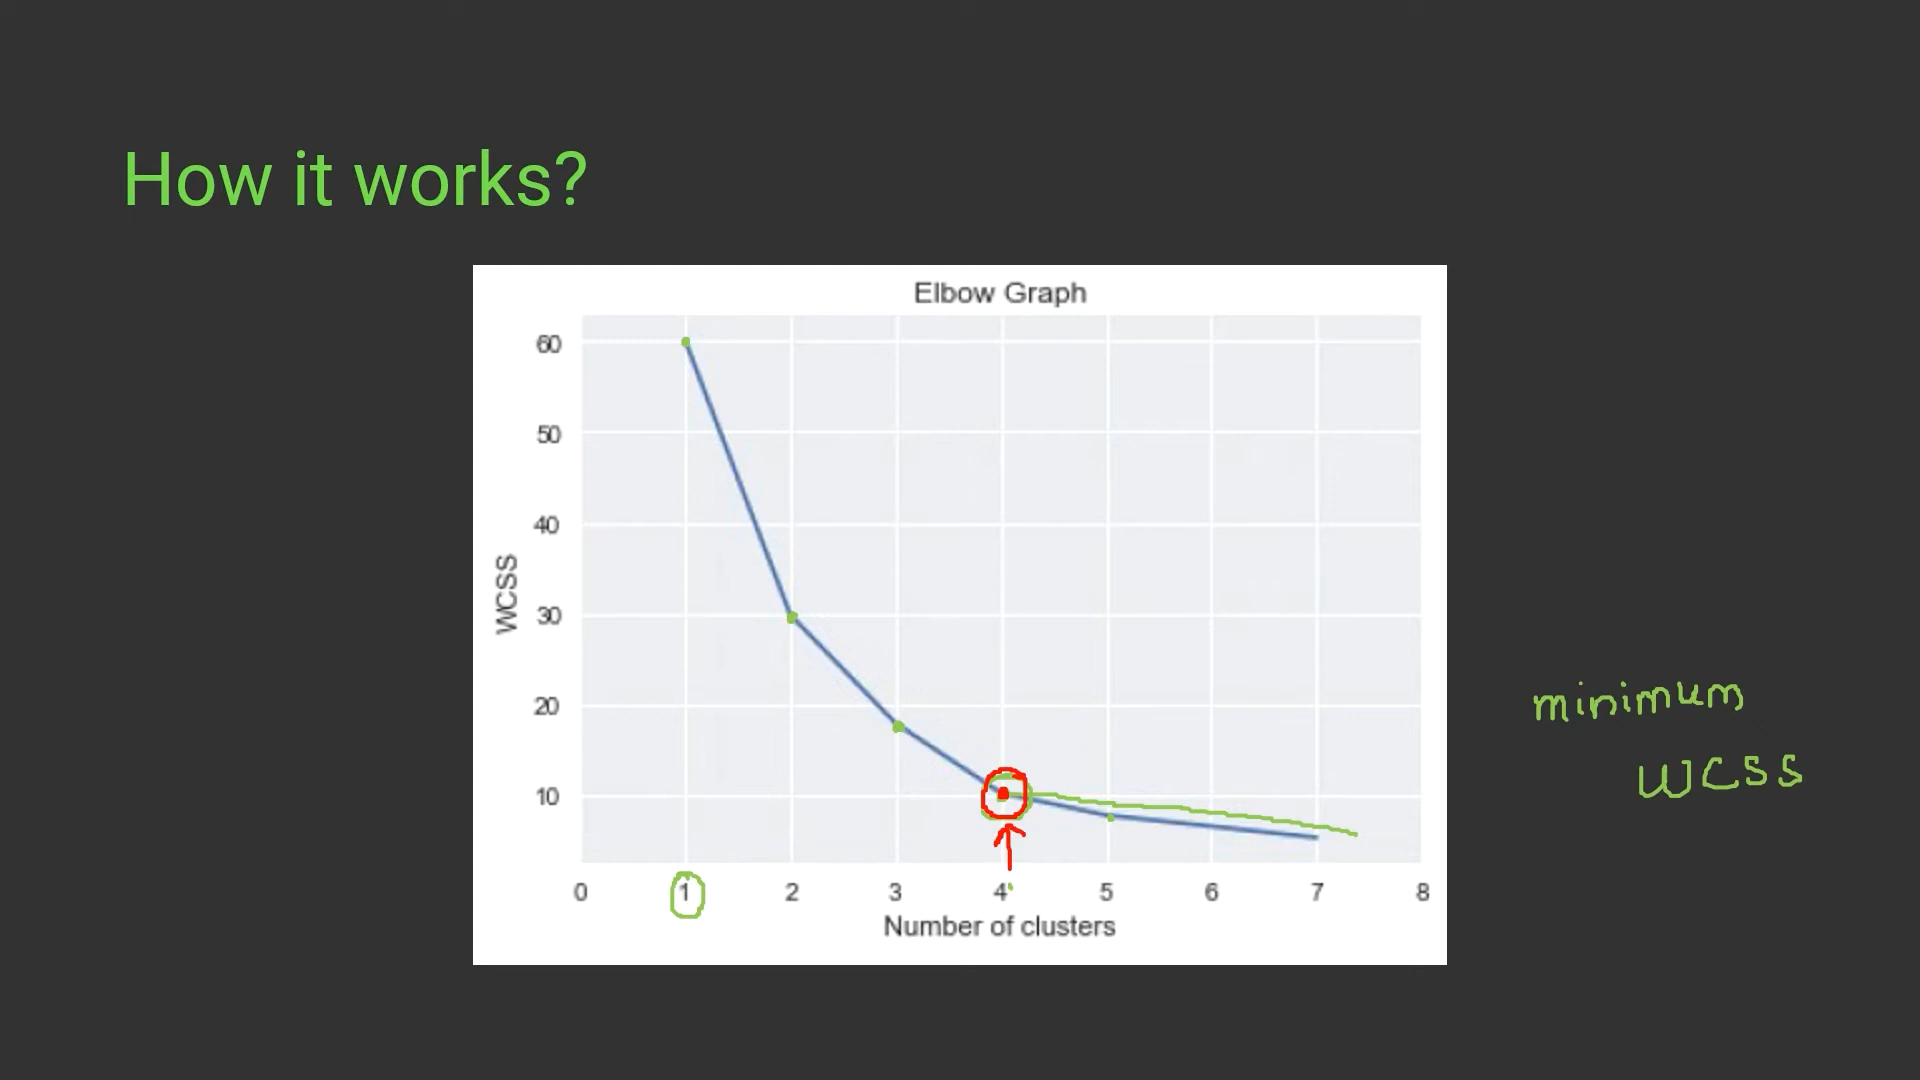 How it works?
Elbow Graph
60
50
40
30
20
10
WCSS
0 1 2 3 4 5 6 7 8
Number of clusters
minimum
WCSS